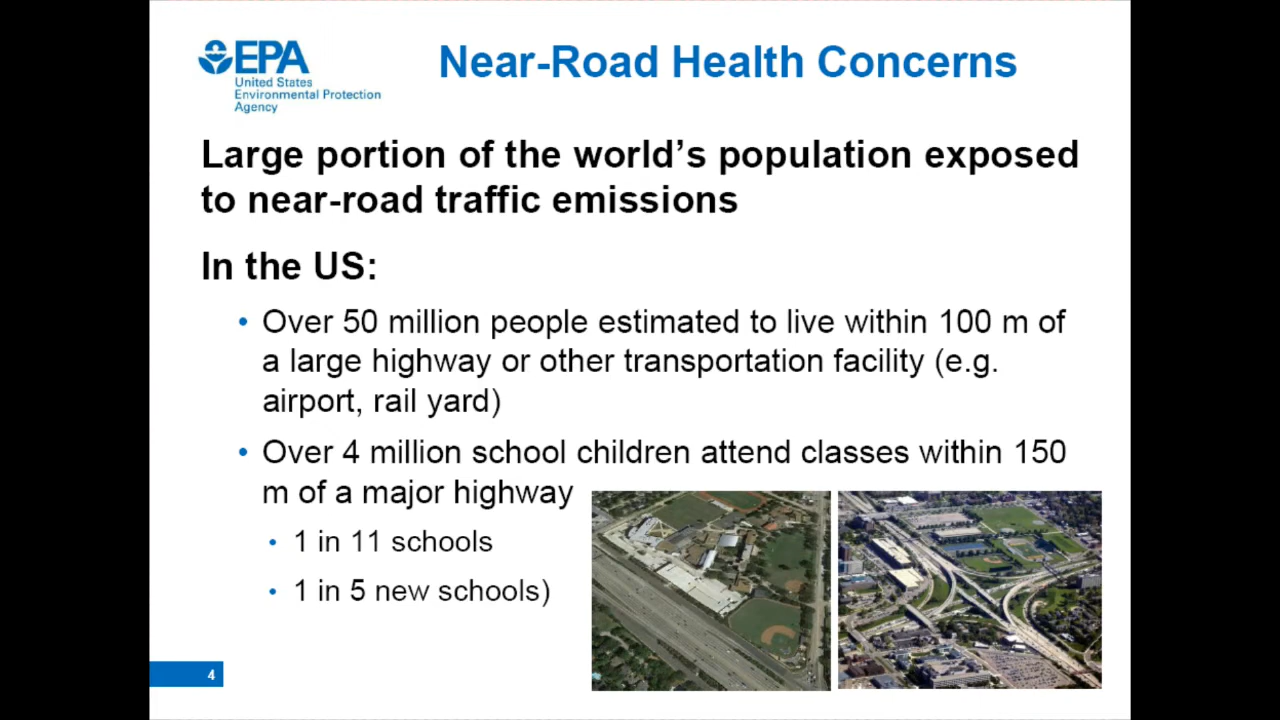 EPA
United States
Environmental Protection
Agency
Near-Road Health Concerns
Large portion of the world's population exposed
to near-road traffic emissions
In the US:
• Over 50 million people estimated to live within 100 m of
a large highway or other transportation facility (e.g.
airport, rail yard)
• Over 4 million school children attend classes within 150
m of a major highway
• 1 in 11 schools
• 1 in 5 new schools)
4